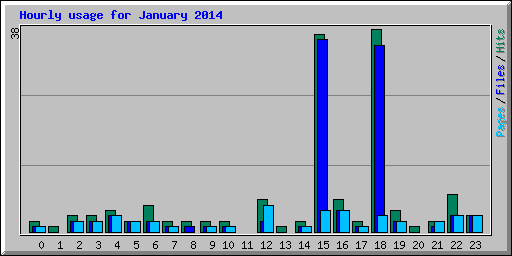 Hourly usage for January 2014
38
Pages/Files/Hits
0 1 2 3 4 5 6 7 8 9 10 11 12 13 14 15 16 17 18 19 20 21 22 23